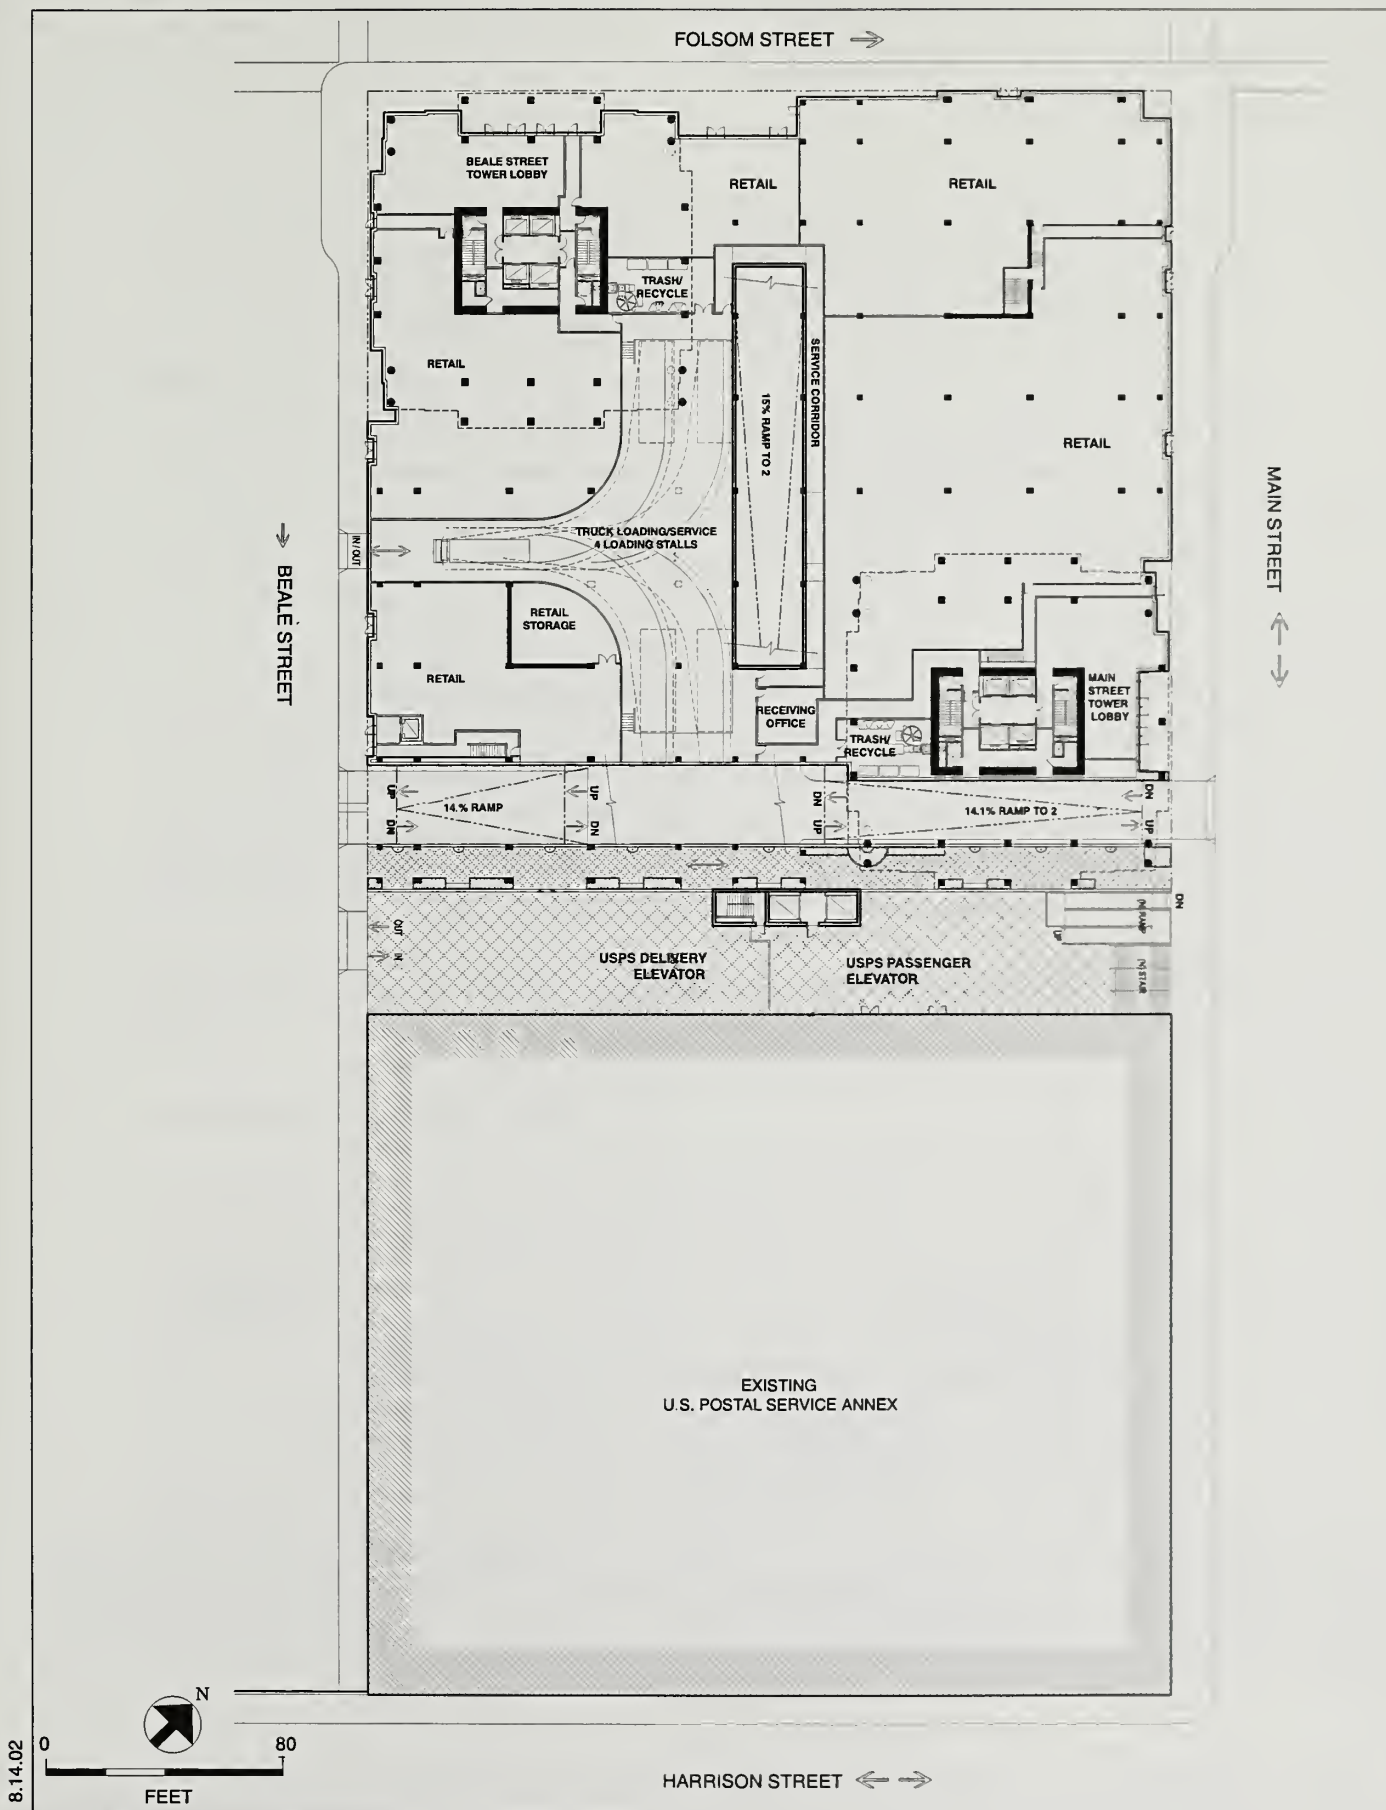 FOLSOM STREET
BEALE STREET
TOWER LOBBY
RETAIL
RETAIL
TRASH/
RECYCLE
RETAIL
SERVICE CORRIDOR
15% RAMP TO 2
RETAIL
MAIN STREET
TRUCK LOADING/SERVICE
4 LOADING STALLS
IN/OUT
BEALE STREET
RETAIL
STORAGE
RETAIL
MAIN
STREET
TOWER
LOBBY
RECEIVING
OFFICE
TRASH/
RECYCLE
UP
UP
DN
DN
14.% RAMP
14.1% RAMP TO 2
DN
DN
UP
UP
DN
(N) RAMP
UP
OUT
IN
USPS DELIVERY
ELEVATOR
USPS PASSENGER
ELEVATOR
(N) STAIR
EXISTING
U.S. POSTAL SERVICE ANNEX
N
0 80
FEET
8.14.02
HARRISON STREET